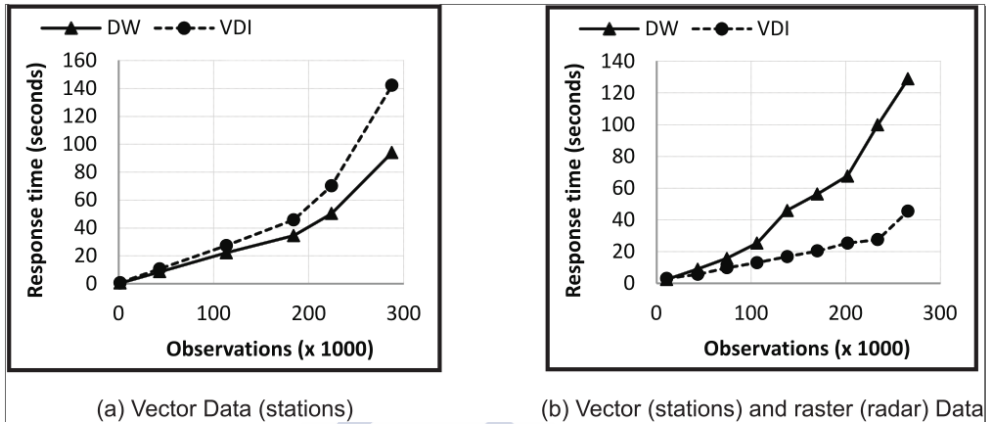 DW VDI
160
140
120
100
80
60
40
20
0
Response time (seconds)
0 100 200 300
Observations (x 1000)
(a) Vector Data (stations)
DW VDI
140
120
100
80
60
40
20
0
Response time (seconds)
0 100 200 300
Observations (x 1000)
(b) Vector (stations) and raster (radar) Data